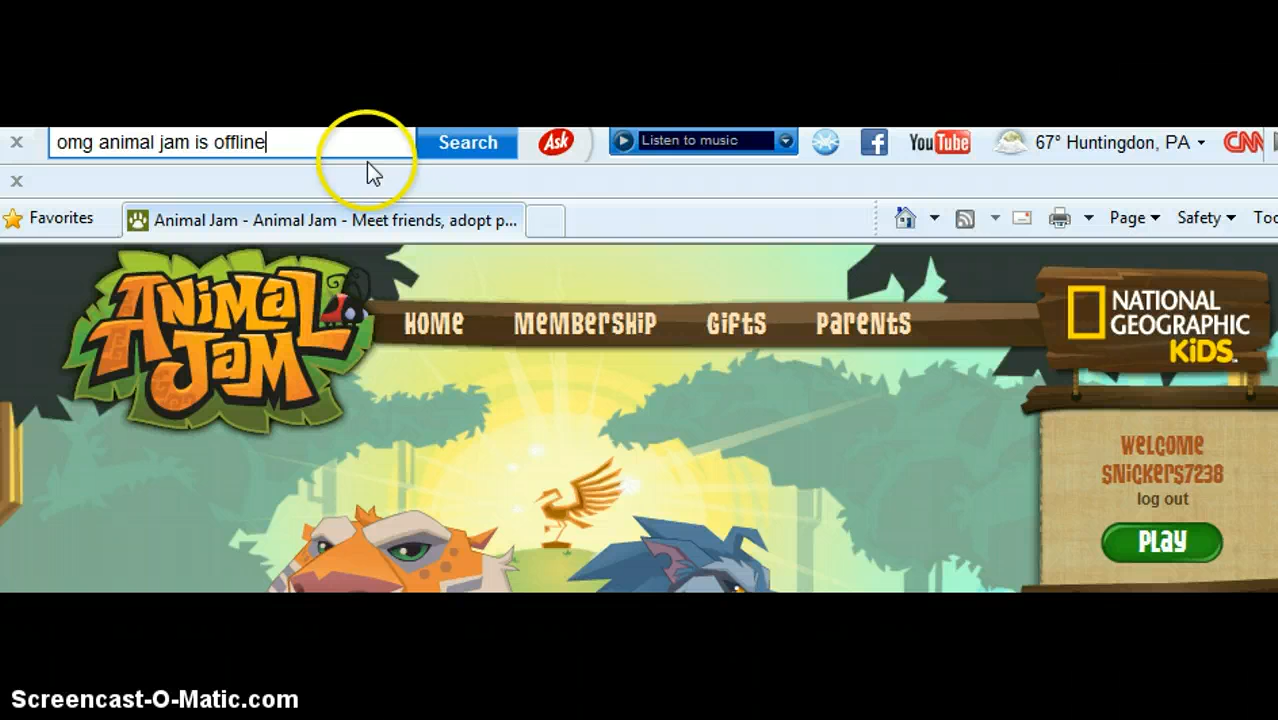 omg animal jam is offline
Search
Ask
Listen to music
YouTube
67° Huntingdon, PA
CNN
Favorites
Animal Jam - Animal Jam - Meet friends, adopt p...
Page
Safety
Too
ANIMAL
JAM
HOME
MEMBERSHIP
GIFTS
PARENTS
NATIONAL
GEOGRAPHIC
KiDS
WELCOME
SNICKERS7238
log out
PLAY
Screencast-O-Matic.com